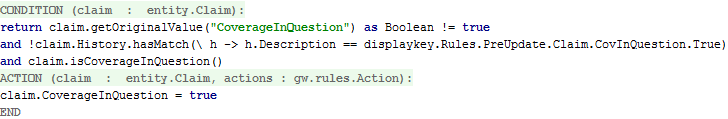 CONDITION (claim  :  entity.Claim):
return claim.getOriginalValue("CoverageInQuestion") as Boolean != true
and !claim.History.hasMatch(\ h -> h.Description == displaykey.Rules.PreUpdate.Claim.CovInQuestion.True)
and claim.isCoverageInQuestion()
ACTION (claim  :  entity.Claim, actions : gw.rules.Action):
claim.CoverageInQuestion = true
END